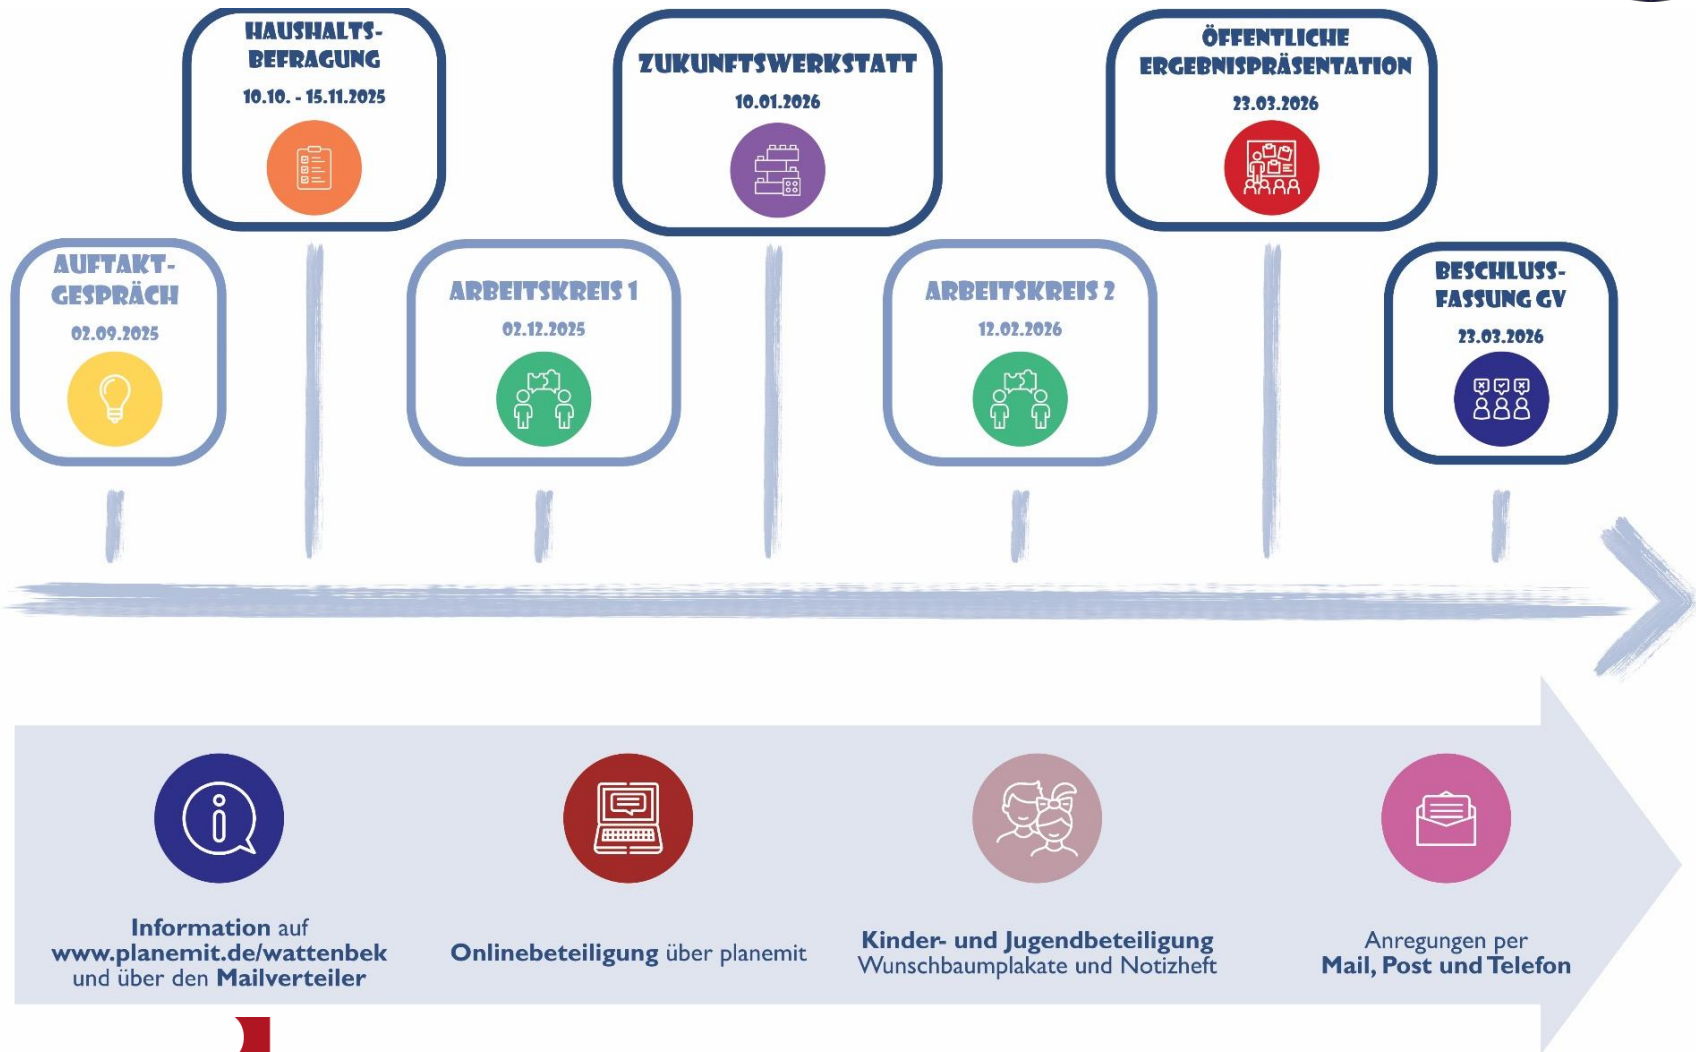 HAUSHALTS-
BEFRAGUNG
10.10. - 15.11.2025
ZUKUNFTSWERKSTATT
10.01.2026
ÖFFENTLICHE
ERGEBNISPRÄSENTATION
23.03.2026
AUFTAKT-
GESPRÄCH
02.09.2025
ARBEITSKREIS 1
02.12.2025
ARBEITSKREIS 2
12.02.2026
BESCHLUSS-
FASSUNG GV
23.03.2026
Information auf
www.planemit.de/wattenbek
und über den Mailverteiler
Onlinebeteiligung über planemit
Kinder- und Jugendbeteiligung
Wunschbaumplakate und Notizheft
Anregungen per
Mail, Post und Telefon